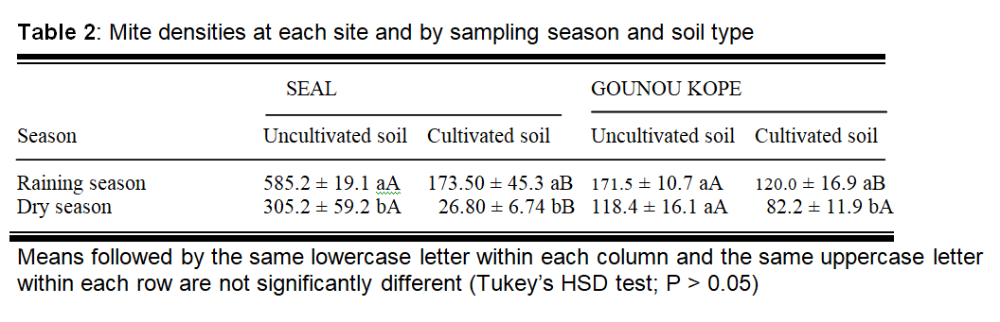 Table 2: Mite densities at each site and by sampling season and soil type
SEAL GOUNOU KOPE
Season Uncultivated soil Cultivated soil Uncultivated soil Cultivated soil
Raining season 585.2 ± 19.1 aA 173.50 ± 45.3 aB 171.5 ± 10.7 aA 120.0 ± 16.9 aB
Dry season 305.2 ± 59.2 bA 26.80 ± 6.74 bB 118.4 ± 16.1 aA 82.2 ± 11.9 bA
Means followed by the same lowercase letter within each column and the same uppercase letter
within each row are not significantly different (Tukey’s HSD test; P > 0.05)